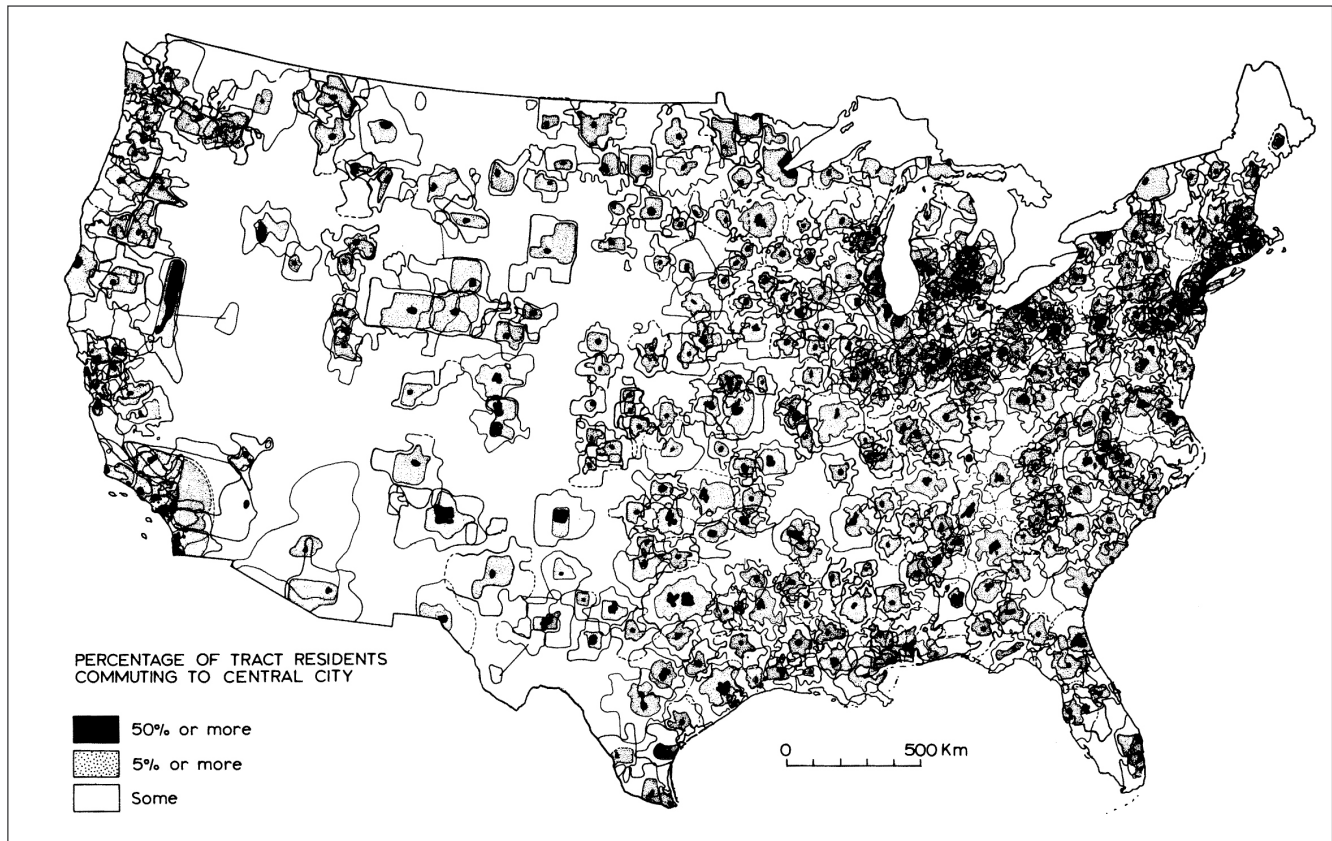 PERCENTAGE OF TRACT RESIDENTS
COMMUTING TO CENTRAL CITY
50% or more
5% or more
Some
0 500 Km